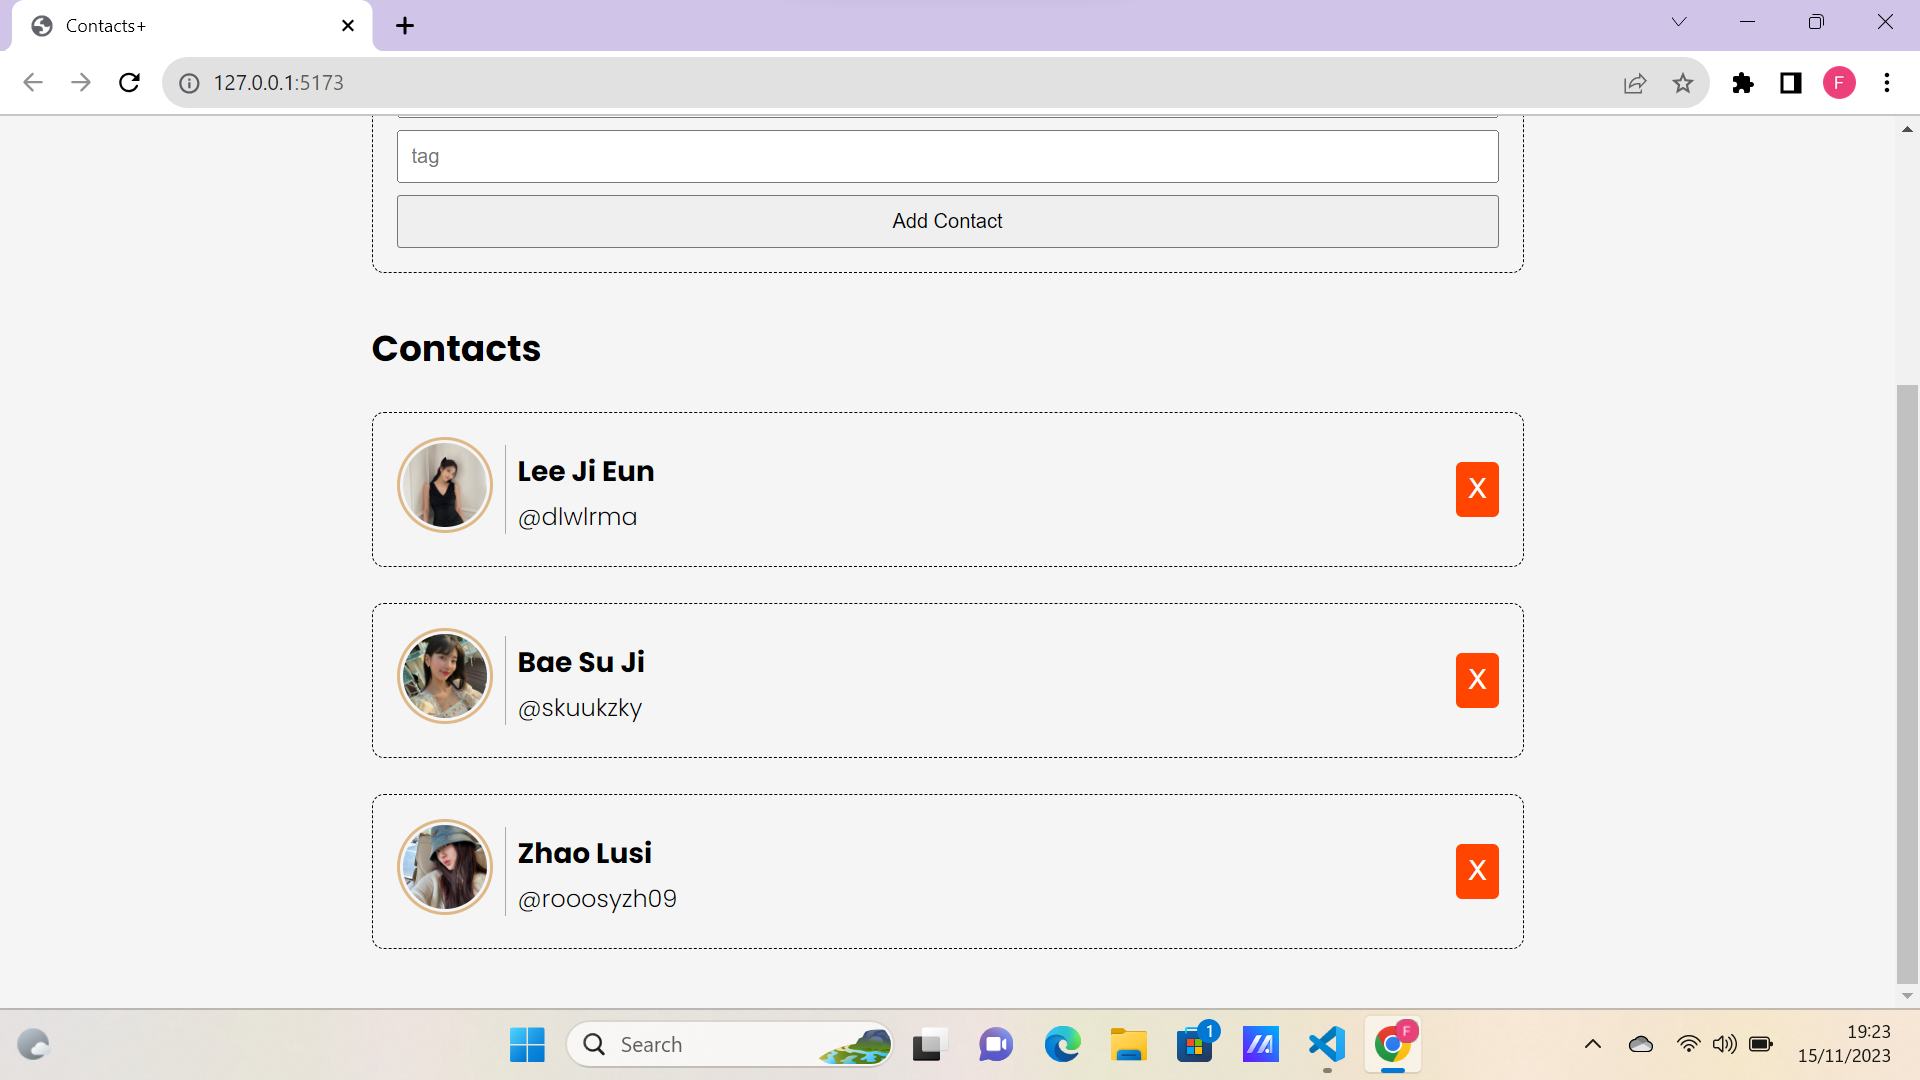 Contacts+
127.0.0.1:5173
F
tag
Add Contact
Contacts
Lee Ji Eun
@dlwlrma
X
Bae Su Ji
@skuukzky
X
Zhao Lusi
@rooosyzh09
X
Search
1
F
19:23
15/11/2023